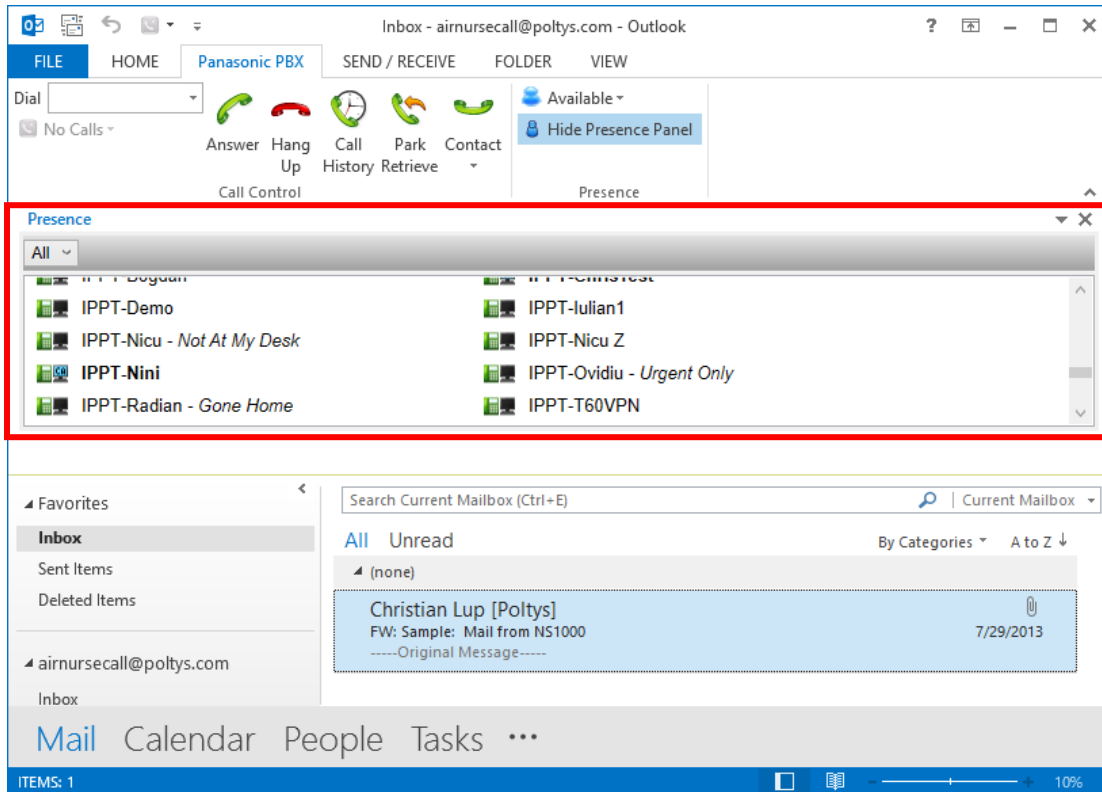 Inbox - airnursecall@poltys.com - Outlook ?
FILE HOME Panasonic PBX SEND / RECEIVE FOLDER VIEW
Dial
No Calls
Answer Hang Up Call History Park Retrieve Contact
Available
Hide Presence Panel
Call Control Presence
Presence
All
IPPT-Bogdan IPPT-ChrisTest
IPPT-Demo IPPT-Iulian1
IPPT-Nicu - Not At My Desk IPPT-Nicu Z
IPPT-Nini IPPT-Ovidiu - Urgent Only
IPPT-Radian - Gone Home IPPT-T60VPN
Favorites
Inbox
Sent Items
Deleted Items
airnursecall@poltys.com
Inbox
Search Current Mailbox (Ctrl+E) Current Mailbox
All Unread By Categories A to Z
(none)
Christian Lup [Poltys]
FW: Sample: Mail from NS1000 7/29/2013
-----Original Message-----
Mail Calendar People Tasks •••
ITEMS: 1 10%